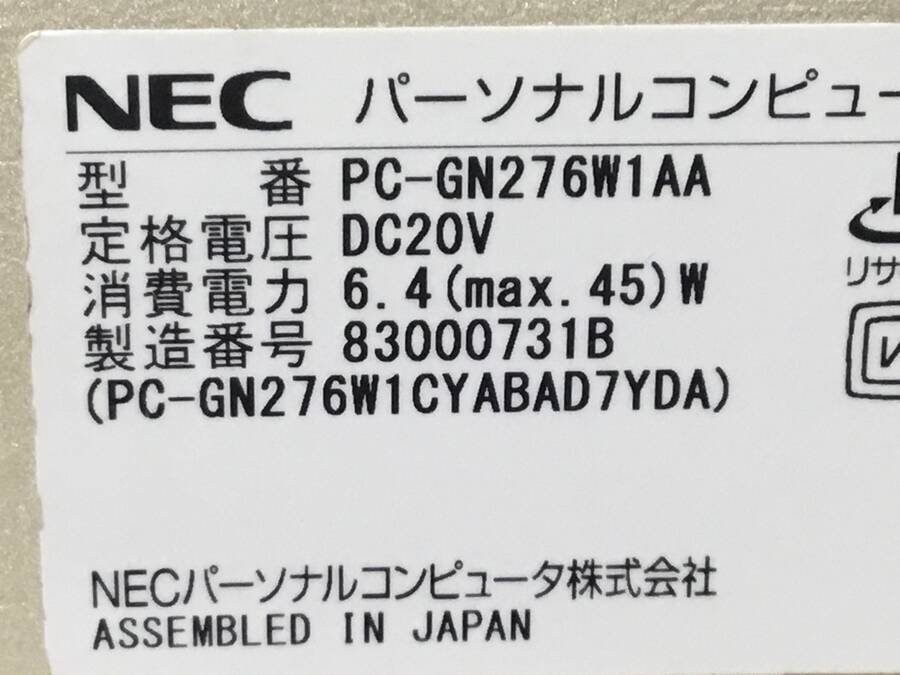 NEC パーソナルコンピュー
型番 PC-GN276W1AA
定格電圧 DC20V
消費電力 6.4(max.45)W
製造番号 83000731B
(PC-GN276W1CYABAD7YDA)
リサ
NECパーソナルコンピュータ株式会社
ASSEMBLED IN JAPAN